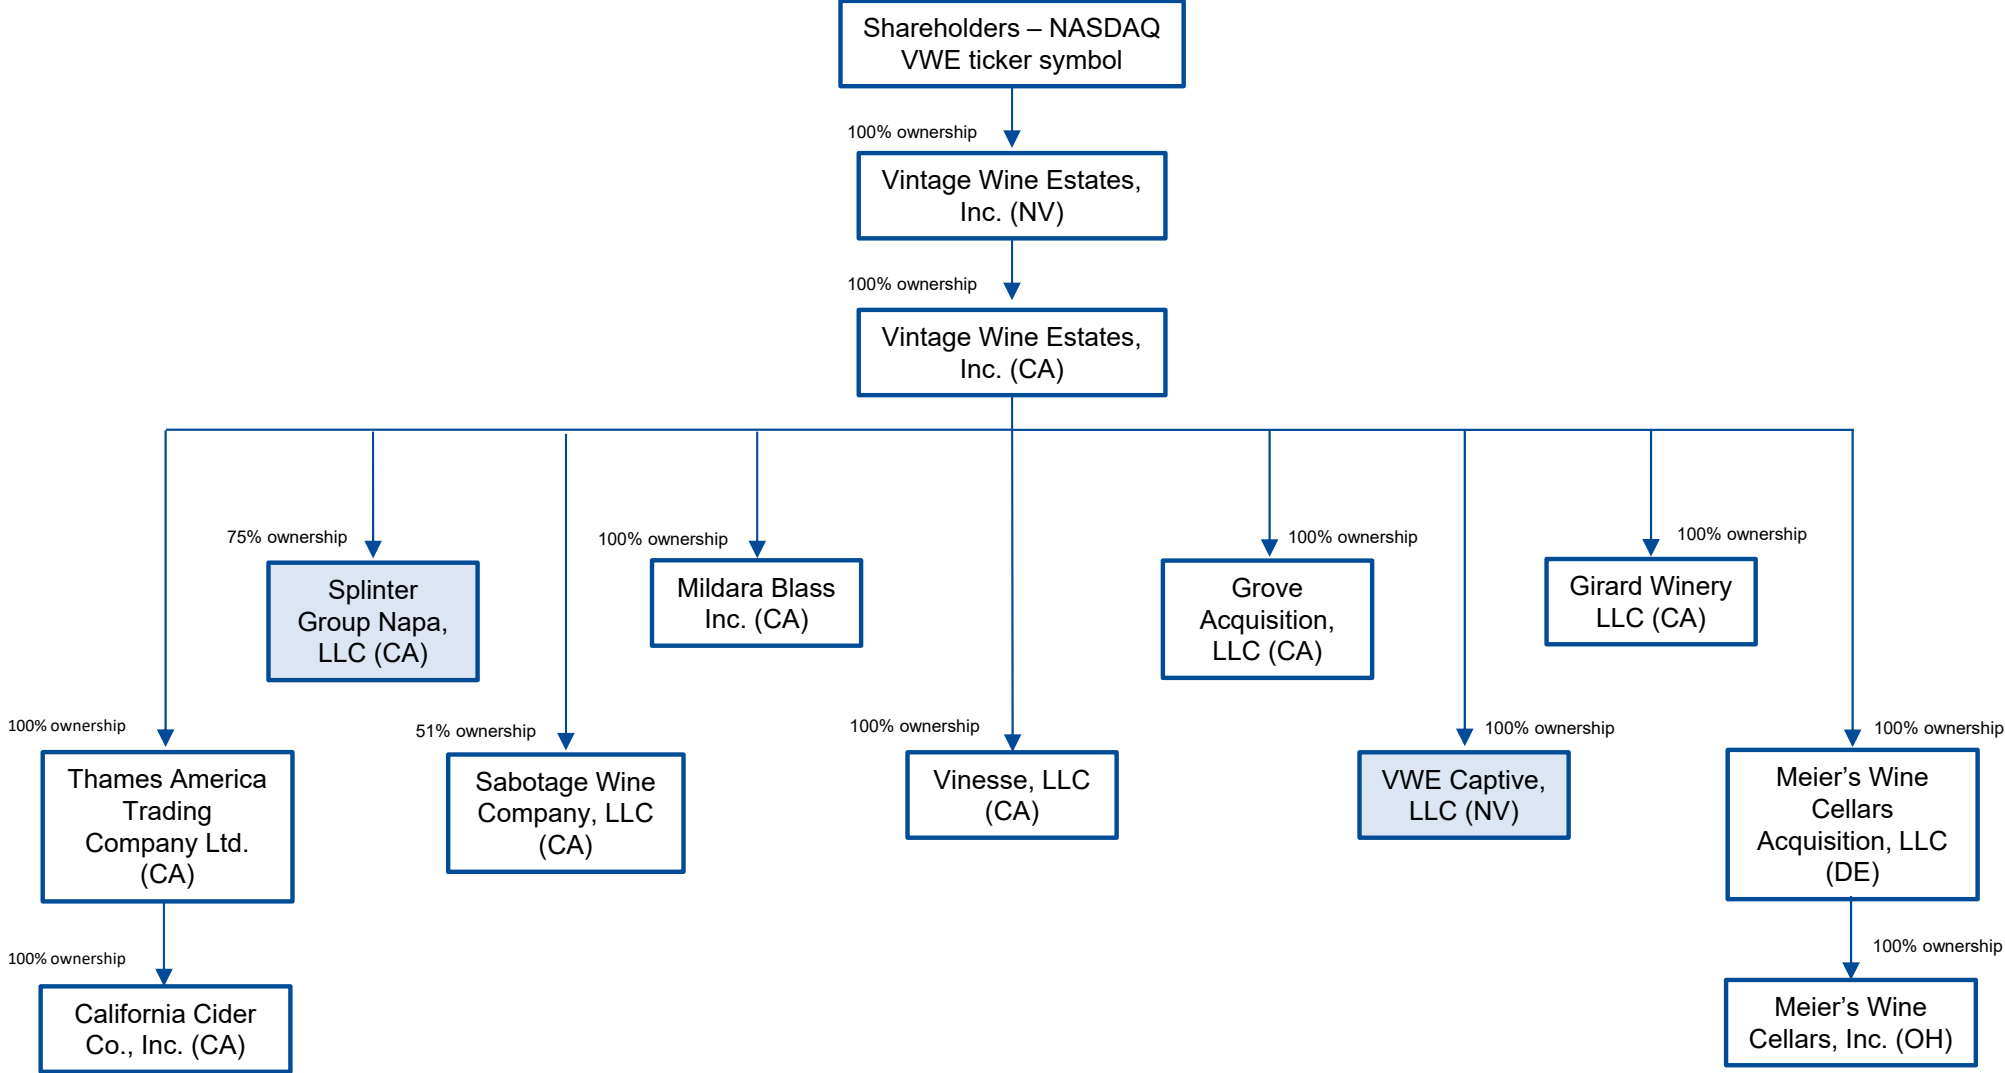 Shareholders – NASDAQ
VWE ticker symbol
100% ownership
Vintage Wine Estates,
Inc. (NV)
100% ownership
Vintage Wine Estates,
Inc. (CA)
75% ownership
Splinter
Group Napa,
LLC (CA)
100% ownership
Mildara Blass
Inc. (CA)
100% ownership
Grove
Acquisition,
LLC (CA)
100% ownership
Girard Winery
LLC (CA)
100% ownership
Thames America
Trading
Company Ltd.
(CA)
51% ownership
Sabotage Wine
Company, LLC
(CA)
100% ownership
Vinesse, LLC
(CA)
100% ownership
VWE Captive,
LLC (NV)
100% ownership
Meier’s Wine
Cellars
Acquisition, LLC
(DE)
100% ownership
California Cider
Co., Inc. (CA)
100% ownership
Meier’s Wine
Cellars, Inc. (OH)